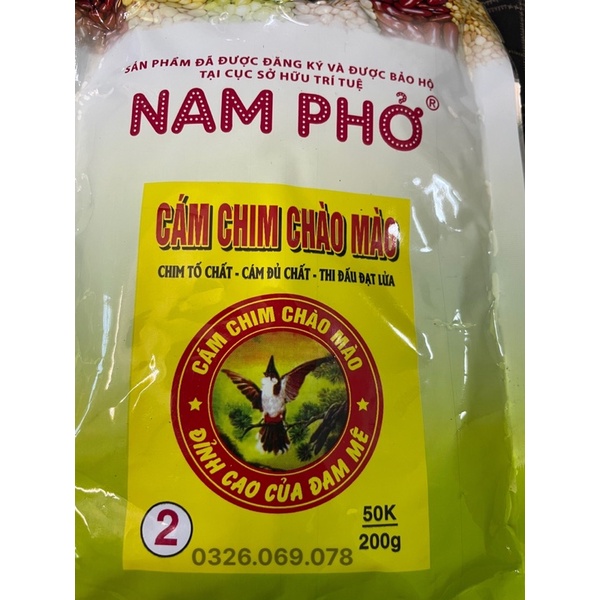 SẢN PHẨM ĐÃ ĐƯỢC ĐĂNG KÝ VÀ ĐƯỢC BẢO HỘ
TẠI CỤC SỞ HỮU TRÍ TUỆ
NAM PHỞ®
CÁM CHIM CHÀO MÀO
CHIM TỐ CHẤT - CÁM ĐỦ CHẤT - THI ĐẤU ĐẠT LỬA
CÁM CHIM CHÀO MÀO
ĐỈNH CAO CỦA ĐAM MÊ
2
50K
200g
0326.069.078